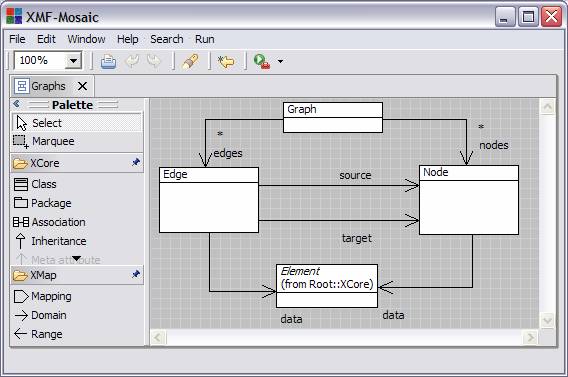 XMF-Mosaic
File Edit Window Help Search Run
100%
Graphs
Palette
Select
Marquee
XCore
Class
Package
Association
Inheritance
Meta attribute
XMap
Mapping
Domain
Range
Graph
*
edges
*
nodes
Edge
source
Node
target
Element
(from Root::XCore)
data
data